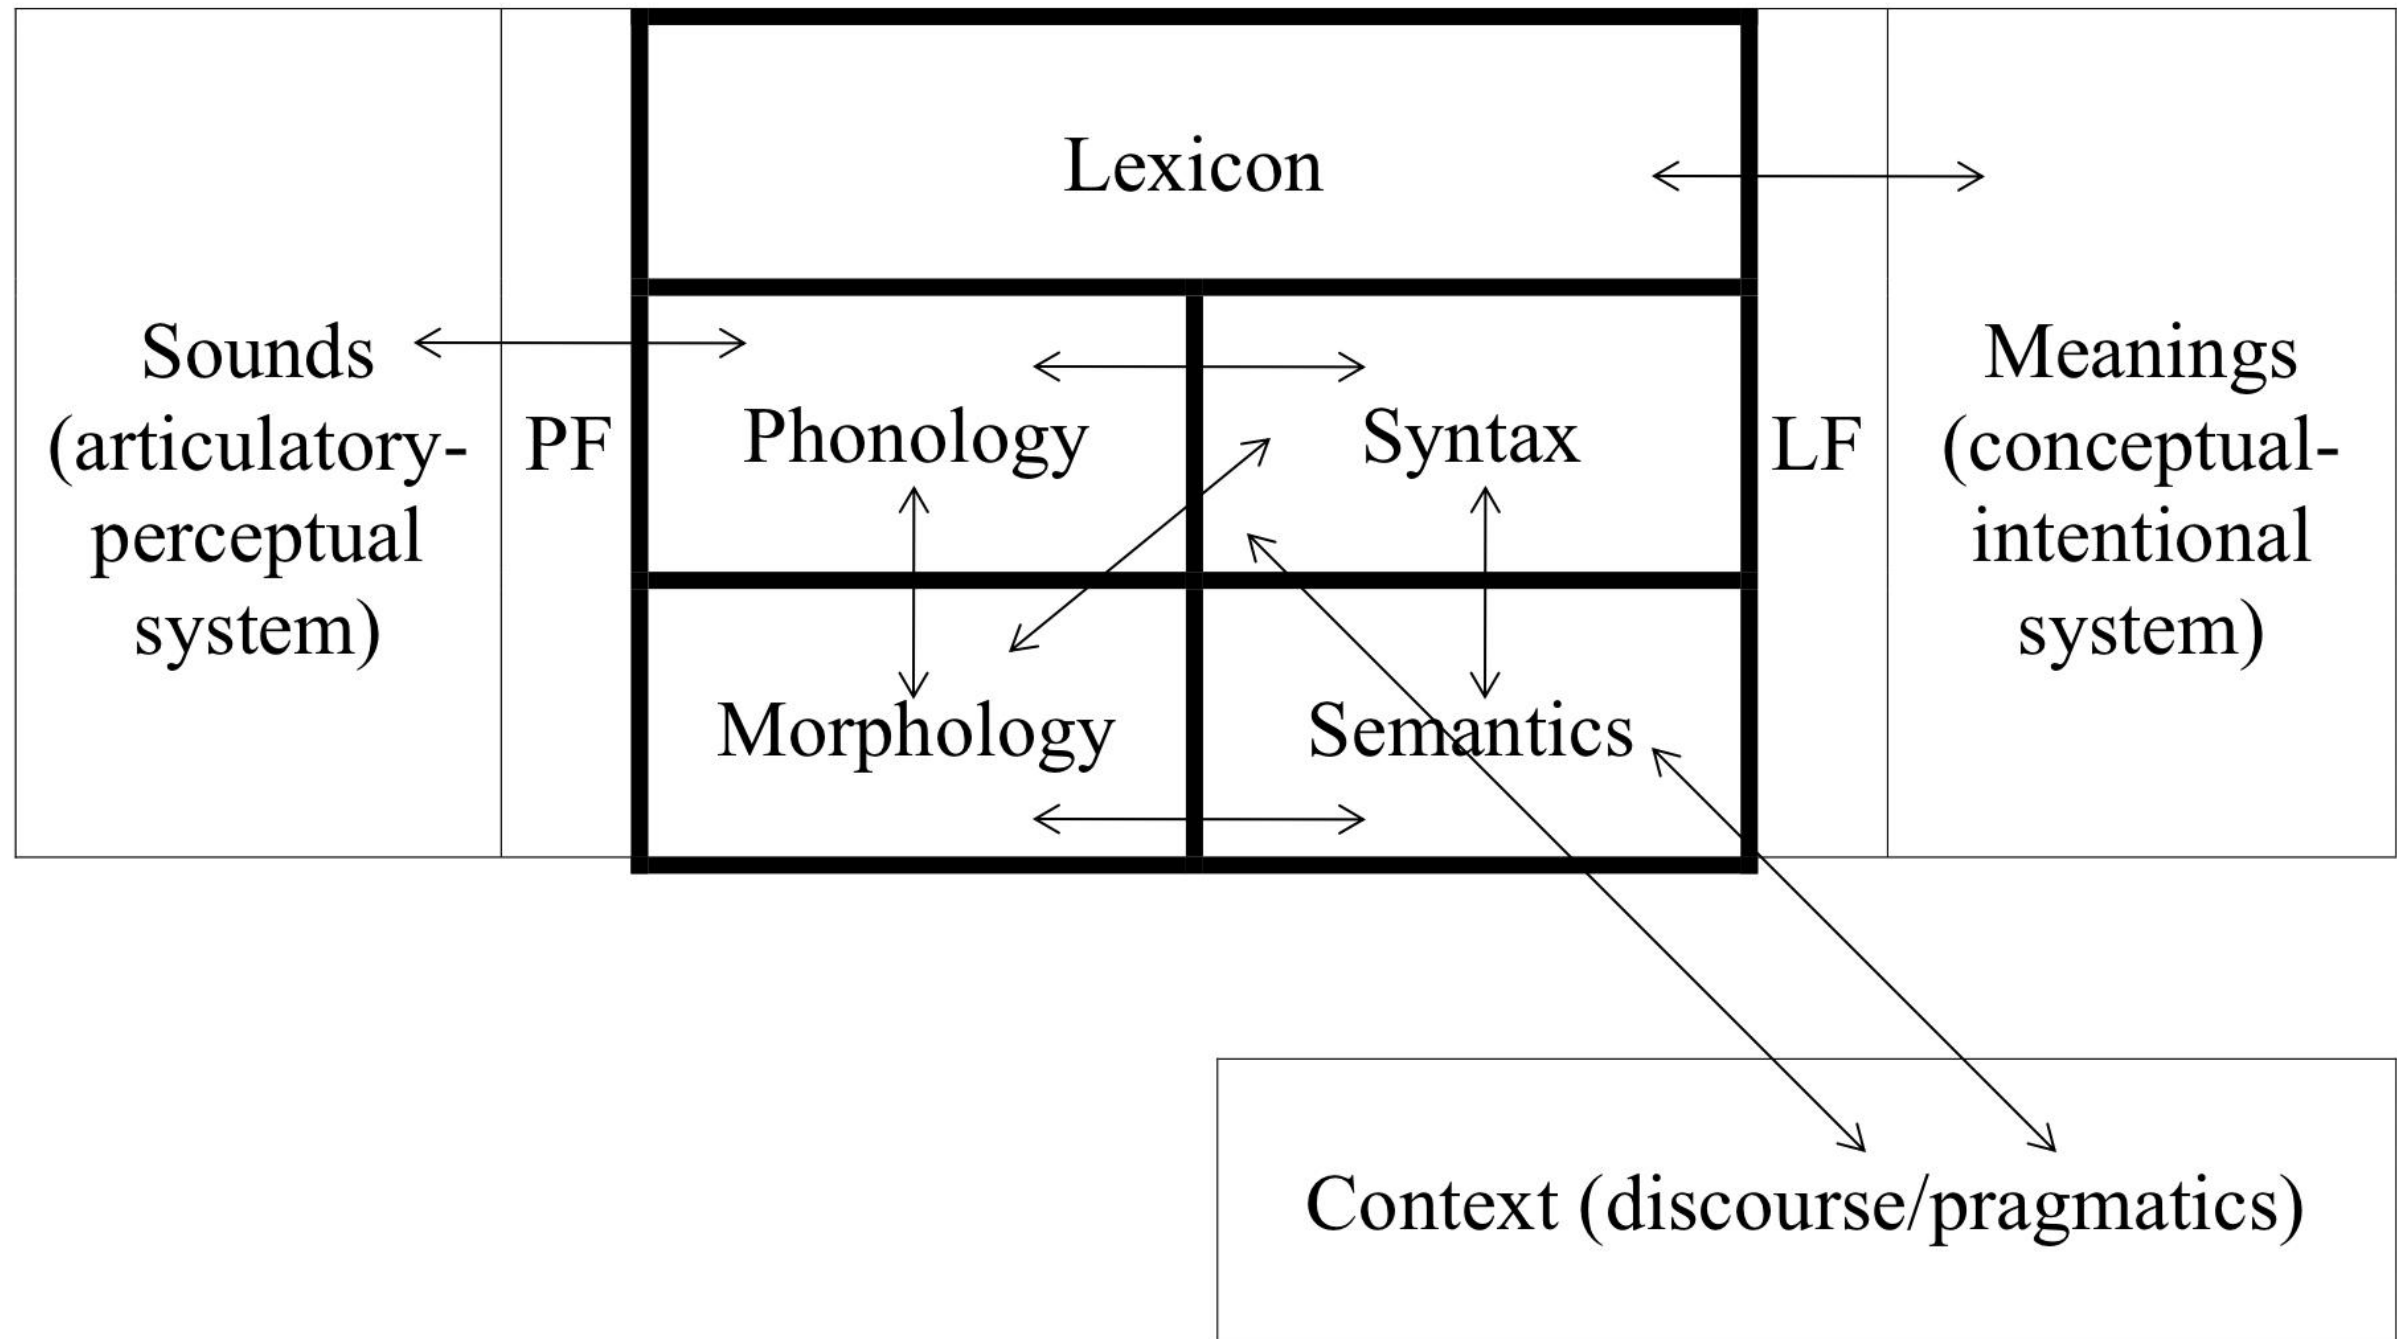 Lexicon
Sounds
(articulatory-
perceptual
system)
PF
Phonology
Syntax
LF
Meanings
(conceptual-
intentional
system)
Morphology
Semantics
Context (discourse/pragmatics)